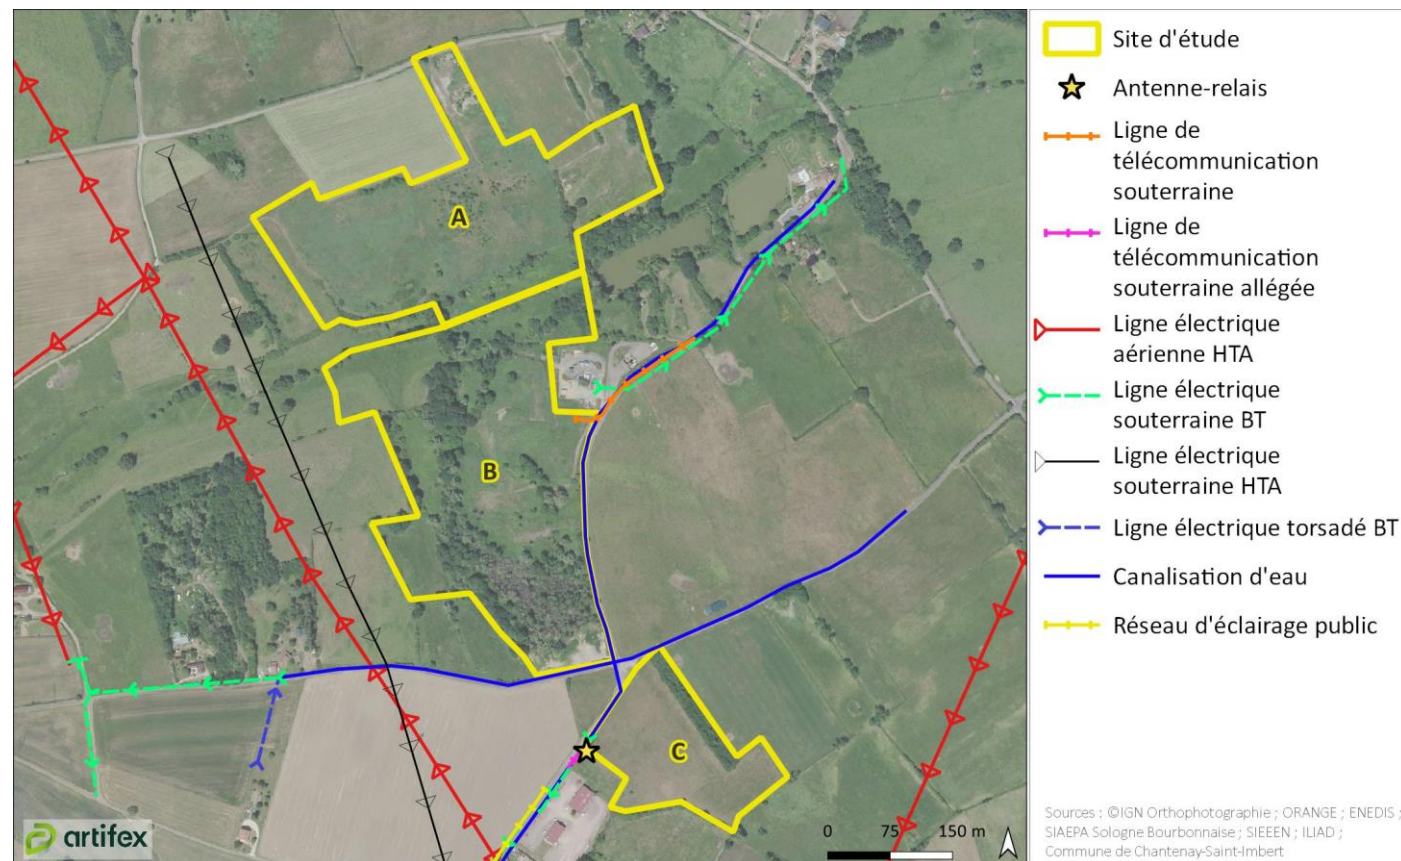 A
B
C
artifex
0 75 150 m
Site d'étude
Antenne-relais
Ligne de
télécommunication
souterraine
Ligne de
télécommunication
souterraine allégée
Ligne électrique
aérienne HTA
Ligne électrique
souterraine BT
Ligne électrique
souterraine HTA
Ligne électrique torsadé BT
Canalisation d'eau
Réseau d'éclairage public
Sources : ©IGN Orthophotographie ; ORANGE ; ENEDIS ;
SIAEPA Sologne Bourbonnaise ; SIEEEN ; ILIAD ;
Commune de Chantenay-Saint-Imbert